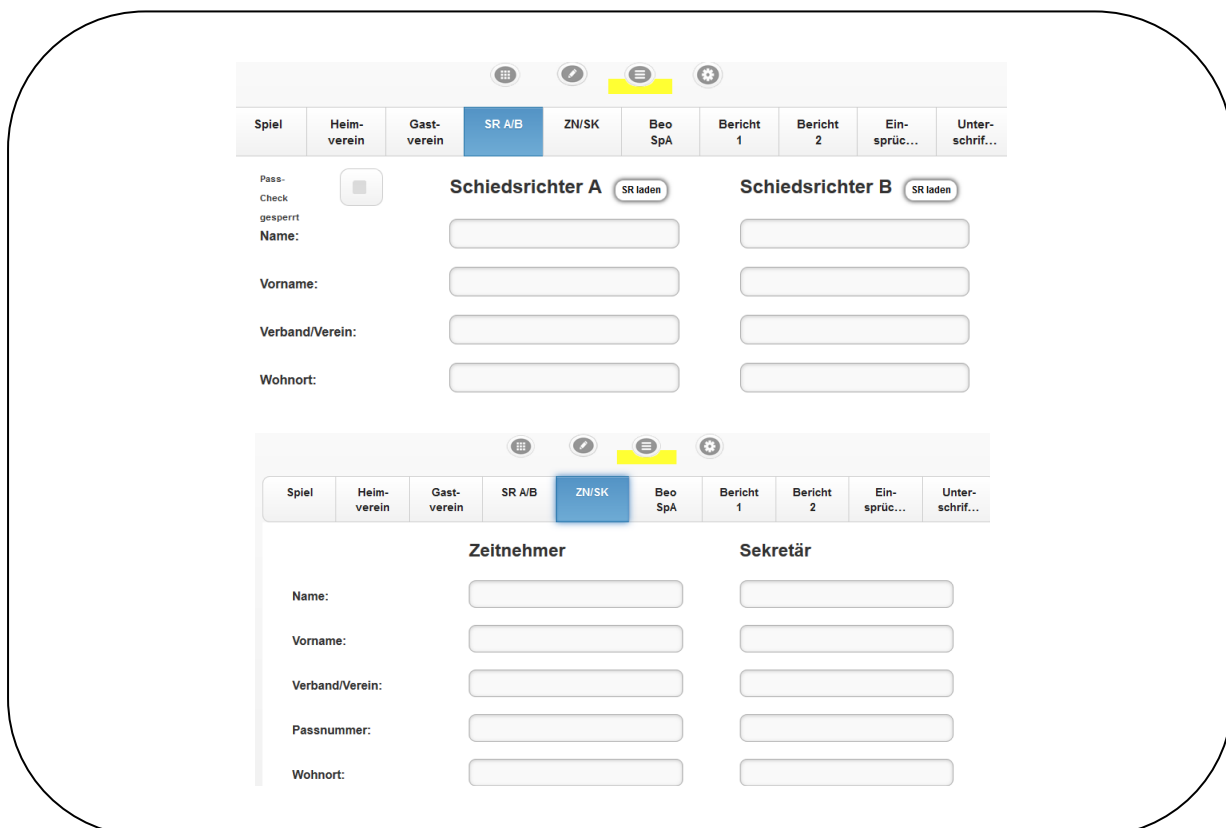 Spiel Heim- Gast- SR A/B ZN/SK Beo Bericht Bericht Ein- Unter-
verein verein SpA 1 2 sprüc... schrif...
Pass-
Check
gesperrt
Schiedsrichter A SR laden Schiedsrichter B SR laden
Name:
Vorname:
Verband/Verein:
Wohnort:
Spiel Heim- Gast- SR A/B ZN/SK Beo Bericht Bericht Ein- Unter-
verein verein SpA 1 2 sprüc... schrif...
Zeitnehmer Sekretär
Name:
Vorname:
Verband/Verein:
Passnummer:
Wohnort: